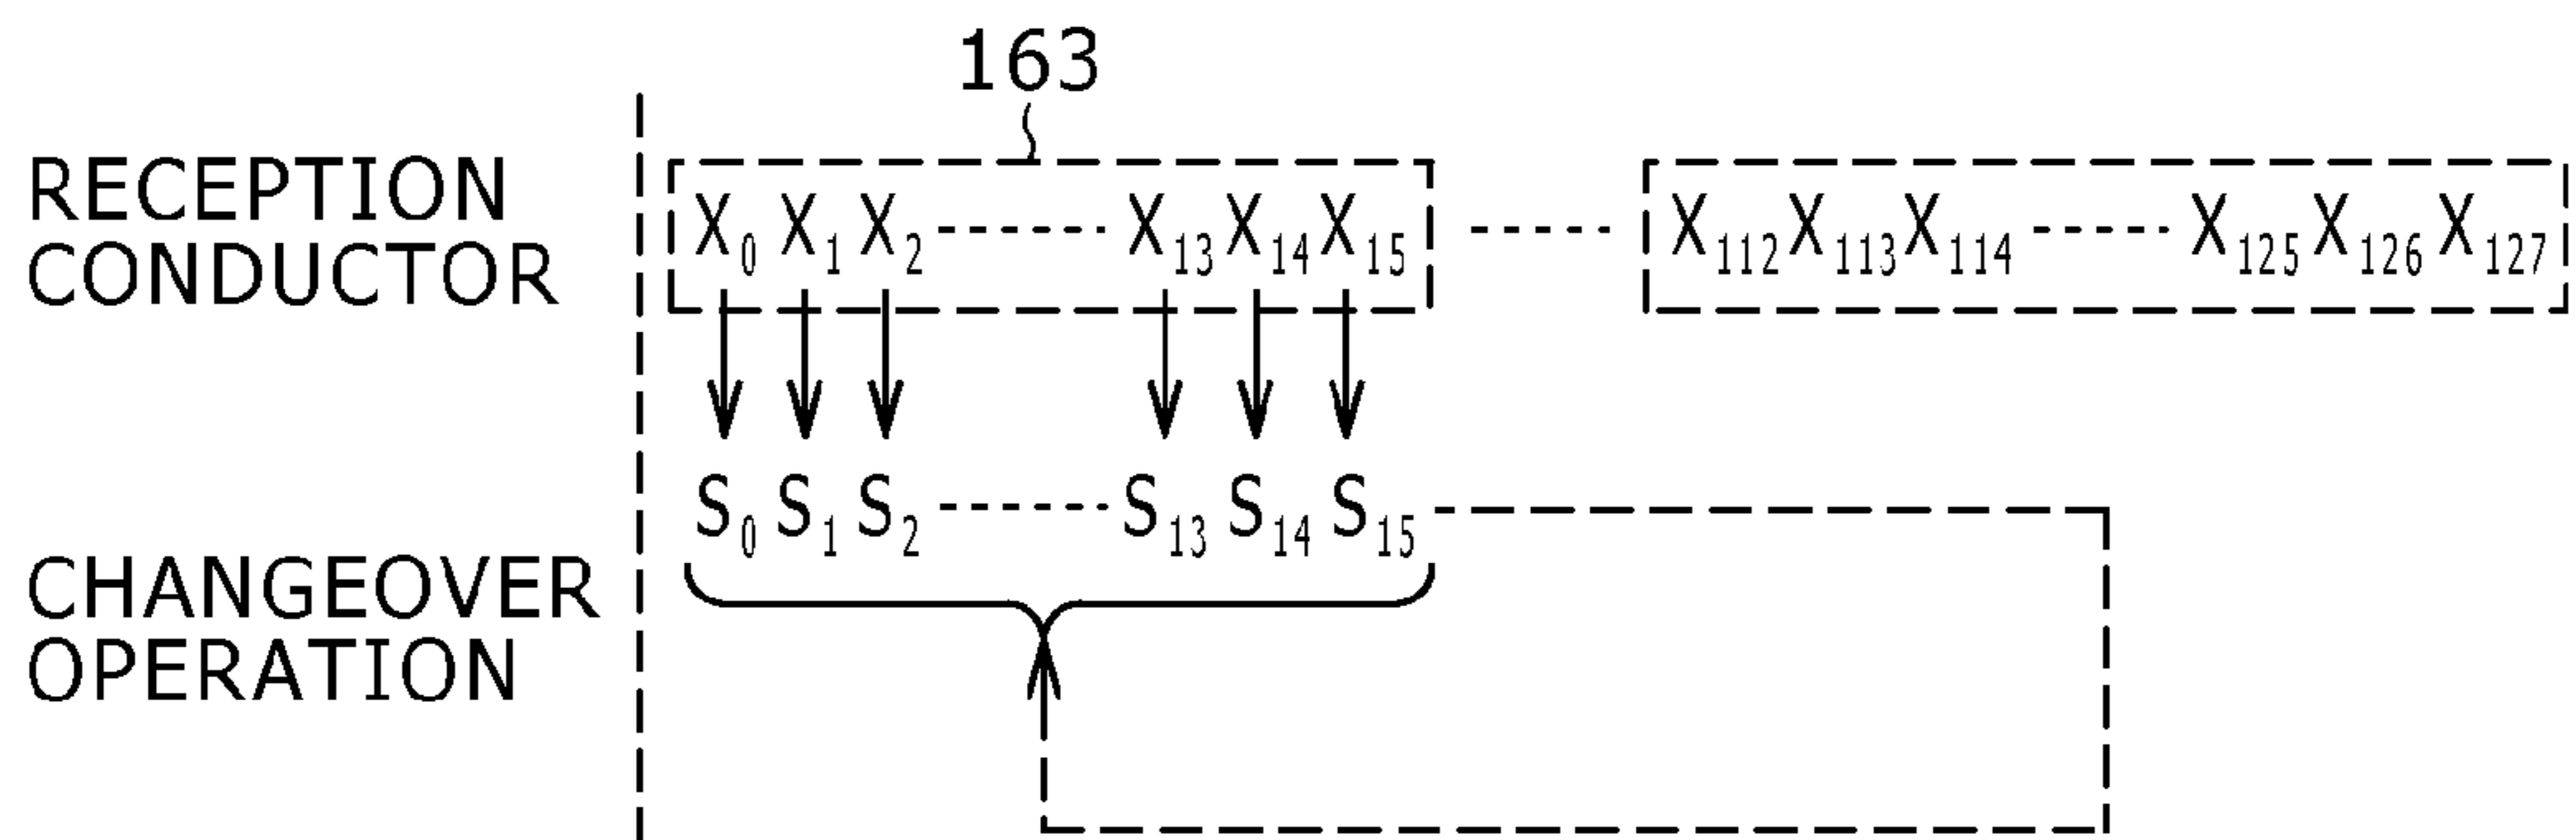 163
RECEPTION
CONDUCTOR
X₀ X₁ X₂ ------ X₁₃ X₁₄ X₁₅ ------ X₁₁₂ X₁₁₃ X₁₁₄ ------ X₁₂₅ X₁₂₆ X₁₂₇
S₀ S₁ S₂ ------ S₁₃ S₁₄ S₁₅
CHANGEOVER
OPERATION